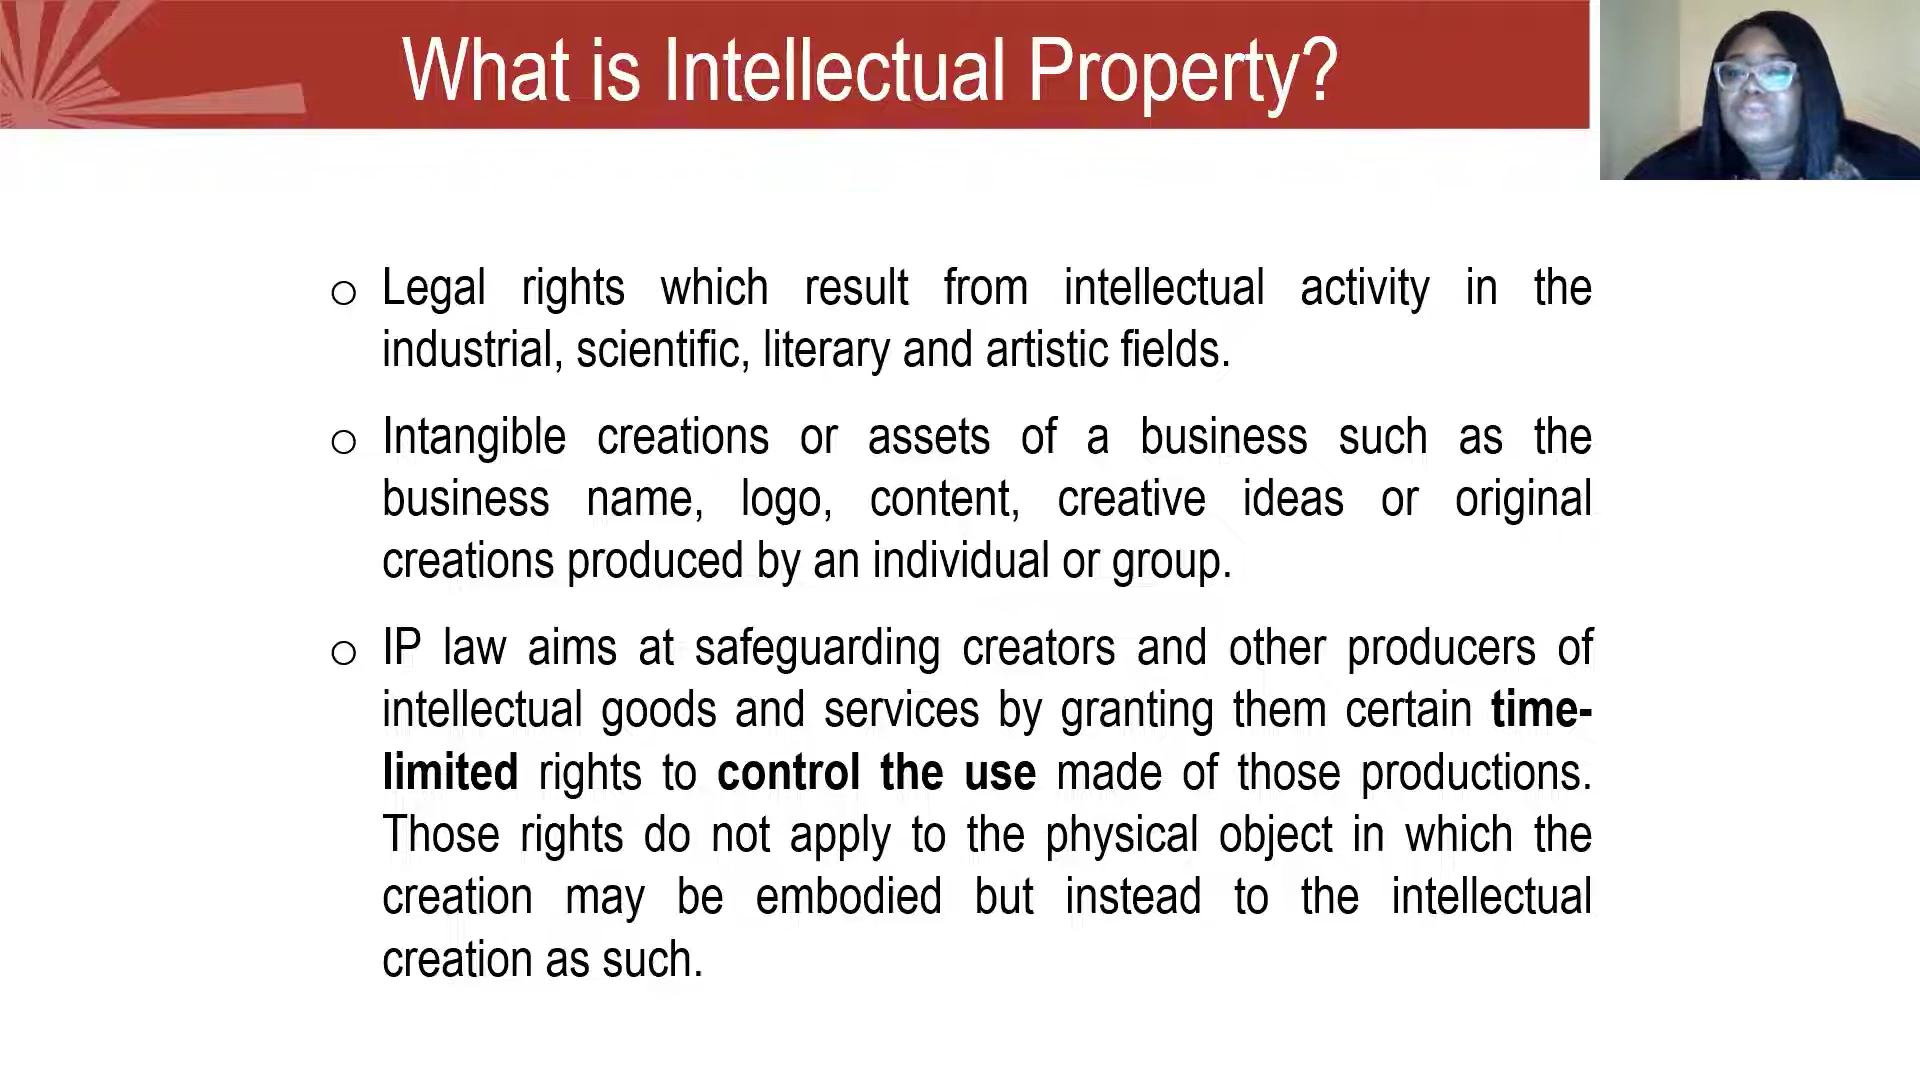 What is Intellectual Property?
o Legal rights which result from intellectual activity in the
industrial, scientific, literary and artistic fields.
o Intangible creations or assets of a business such as the
business name, logo, content, creative ideas or original
creations produced by an individual or group.
o IP law aims at safeguarding creators and other producers of
intellectual goods and services by granting them certain time-
limited rights to control the use made of those productions.
Those rights do not apply to the physical object in which the
creation may be embodied but instead to the intellectual
creation as such.